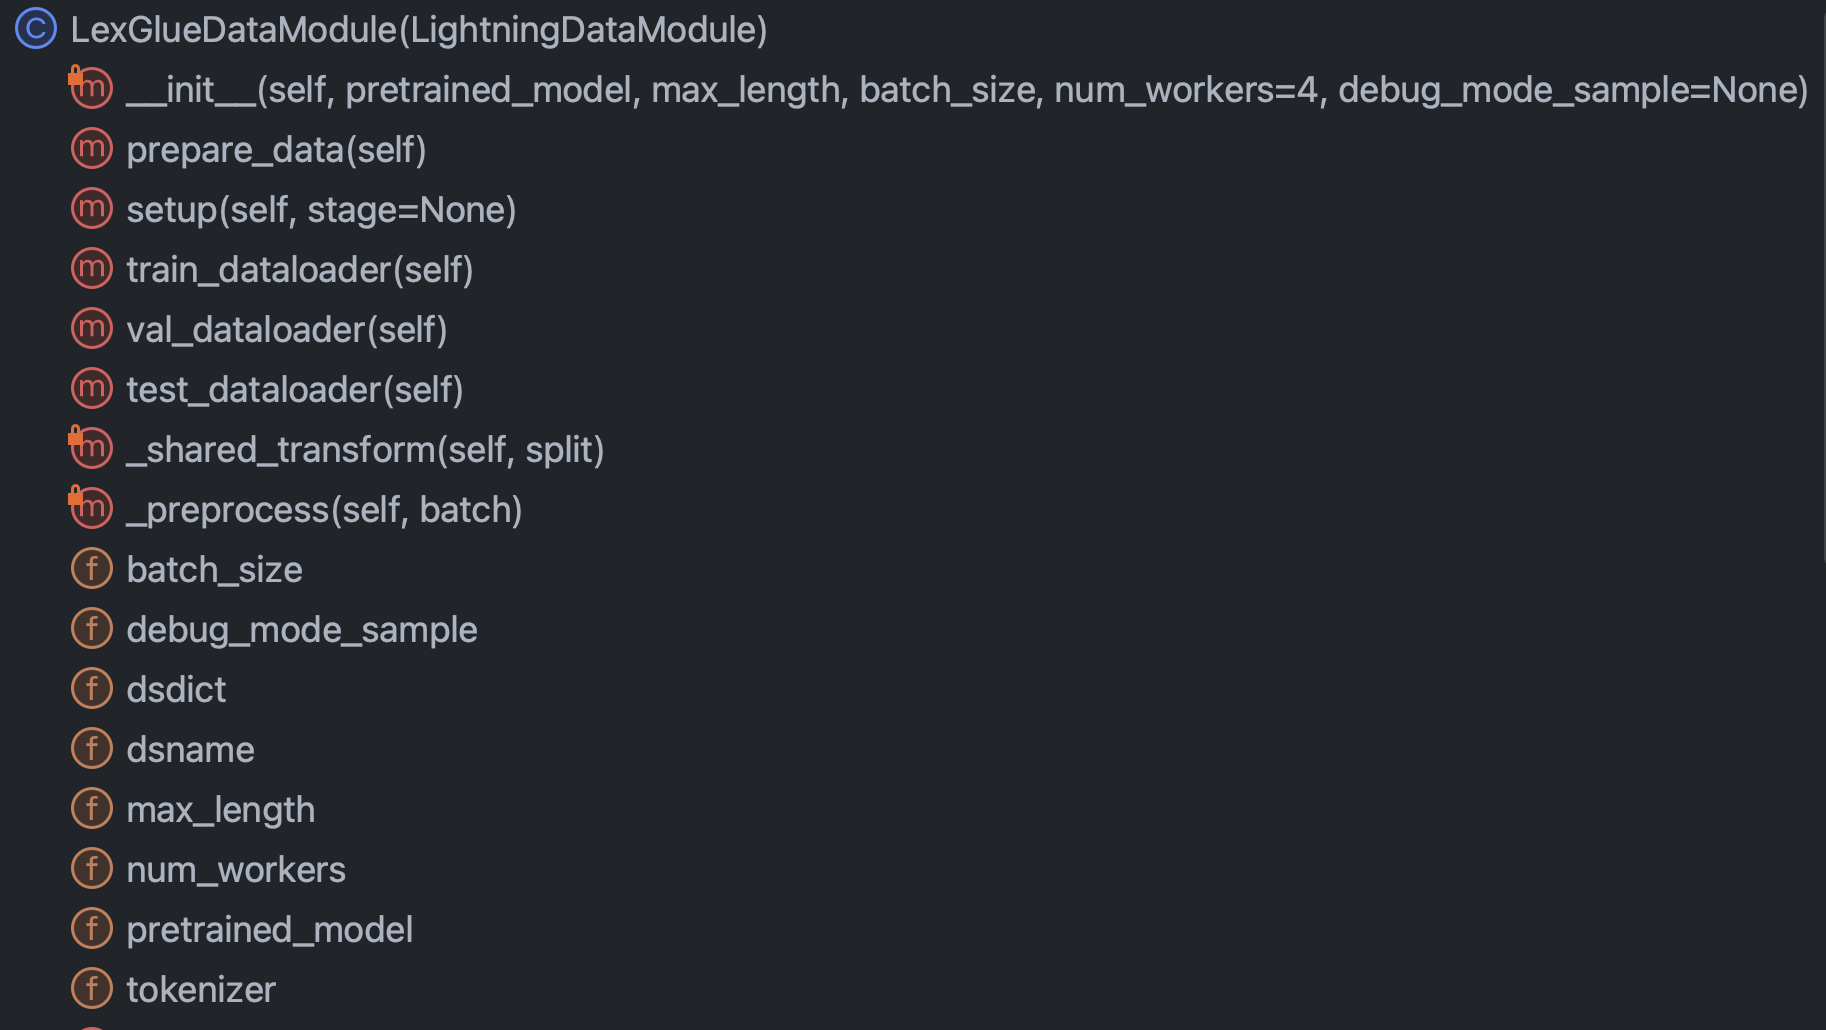 LexGlueDataModule(LightningDataModule)
__init__(self, pretrained_model, max_length, batch_size, num_workers=4, debug_mode_sample=None)
prepare_data(self)
setup(self, stage=None)
train_dataloader(self)
val_dataloader(self)
test_dataloader(self)
_shared_transform(self, split)
_preprocess(self, batch)
batch_size
debug_mode_sample
dsdict
dsname
max_length
num_workers
pretrained_model
tokenizer